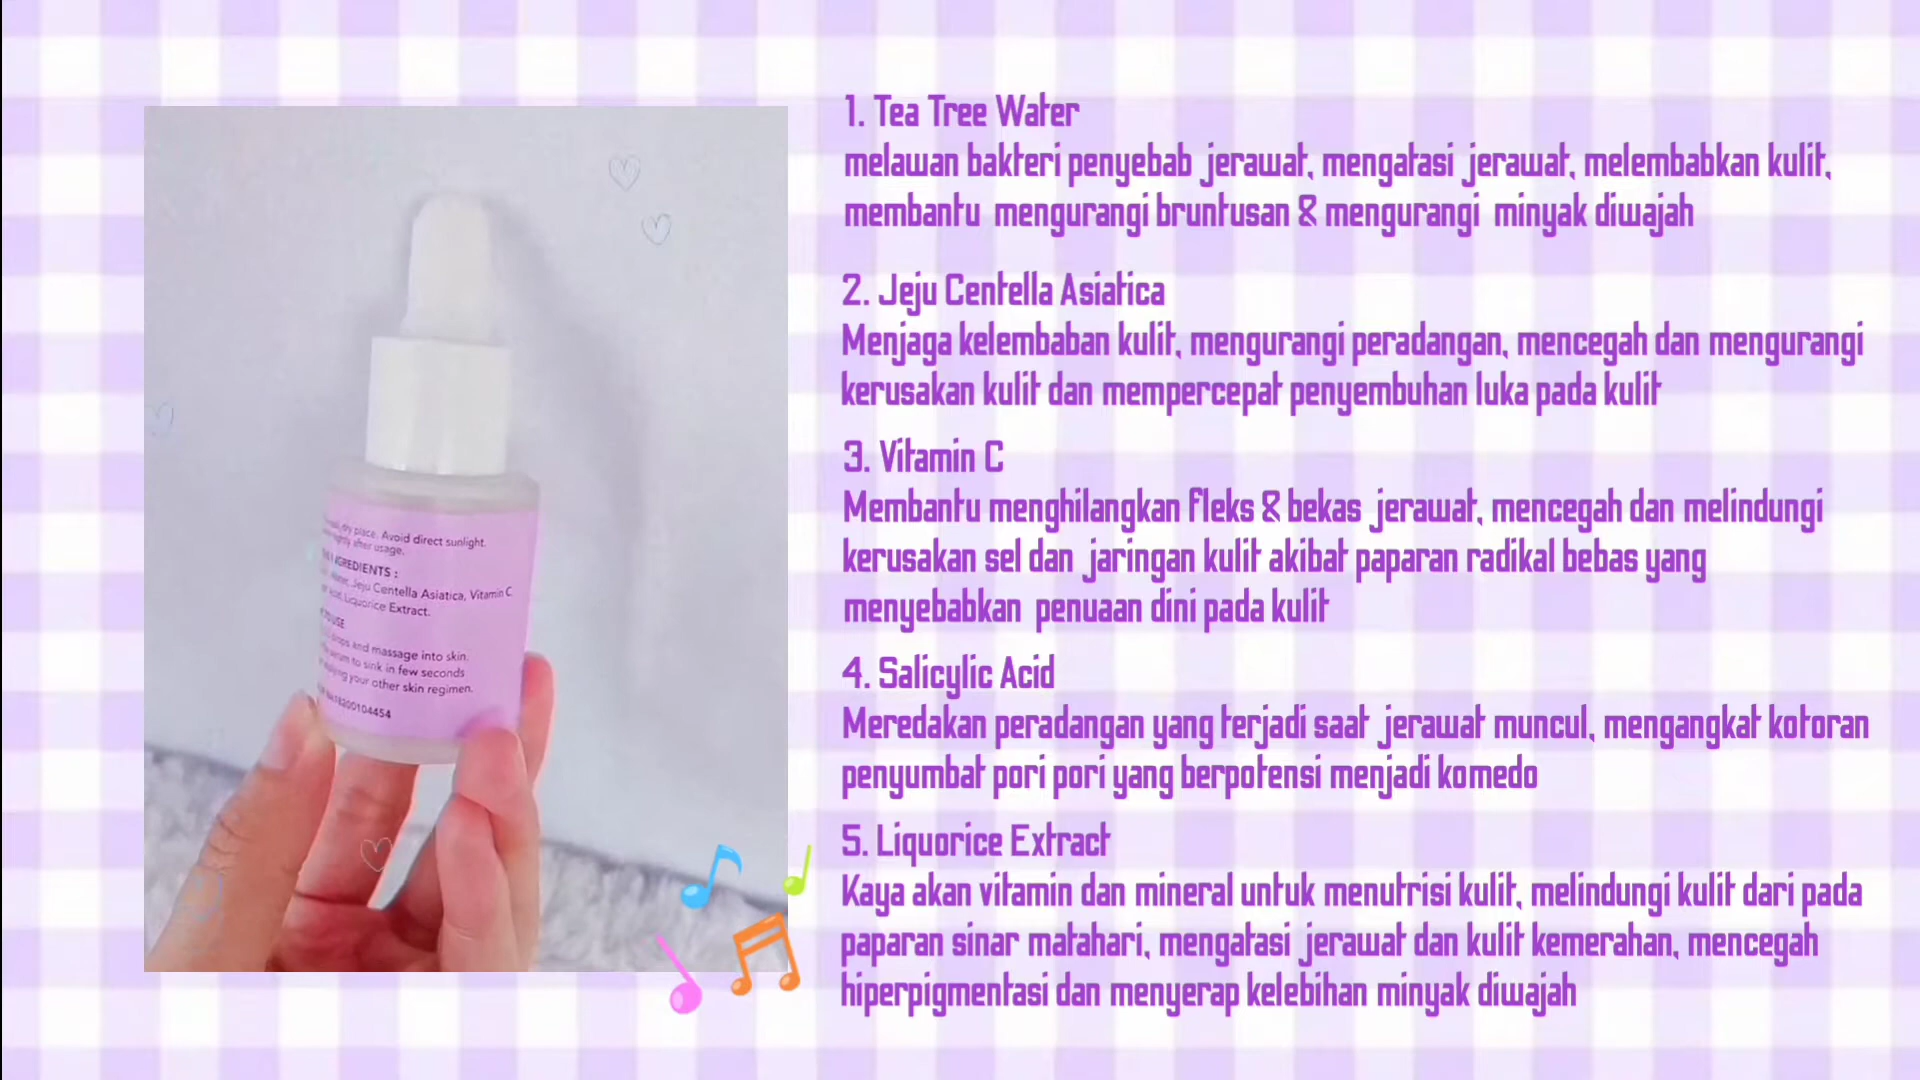 1. Tea Tree Water
melawan bakteri penyebab jerawat, mengatasi jerawat, melembabkan kulit,
membantu mengurangi bruntusan & mengurangi minyak diwajah
2. Jeju Centella Asiatica
Menjaga kelembaban kulit, mengurangi peradangan, mencegah dan mengurangi
kerusakan kulit dan mempercepat penyembuhan luka pada kulit
3. Vitamin C
Membantu menghilangkan fleks & bekas jerawat, mencegah dan melindungi
kerusakan sel dan jaringan kulit akibat paparan radikal bebas yang
menyebabkan penuaan dini pada kulit
4. Salicylic Acid
Meredakan peradangan yang terjadi saat jerawat muncul, mengangkat kotoran
penyumbat pori pori yang berpotensi menjadi komedo
5. Liquorice Extract
Kaya akan vitamin dan mineral untuk menutrisi kulit, melindungi kulit dari pada
paparan sinar matahari, mengatasi jerawat dan kulit kemerahan, mencegah
hiperpigmentasi dan menyerap kelebihan minyak diwajah
dry place. Avoid direct sunlight.
after usage.
:
Jeju Centella Asiatica, Vitamin C
Liquorice Extract.
USE
and massage into skin.
serum to sink in few seconds
your other skin regimen.